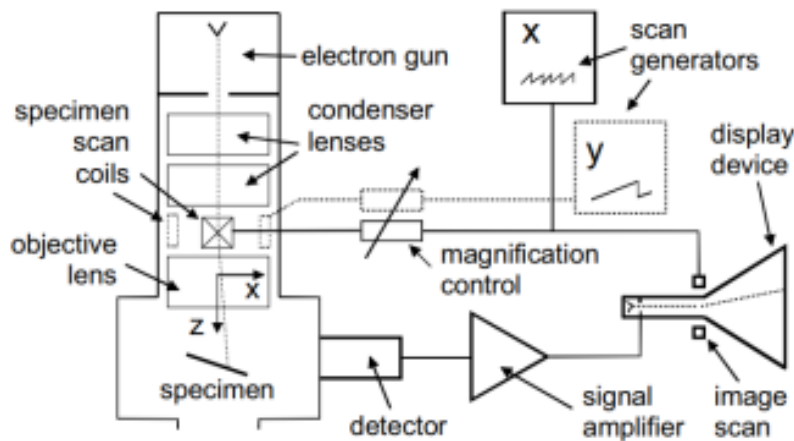 electron gun
specimen
scan
coils
condenser
lenses
objective
lens
x
z
specimen
detector
x
scan
generators
y
magnification
control
display
device
signal
amplifier
image
scan